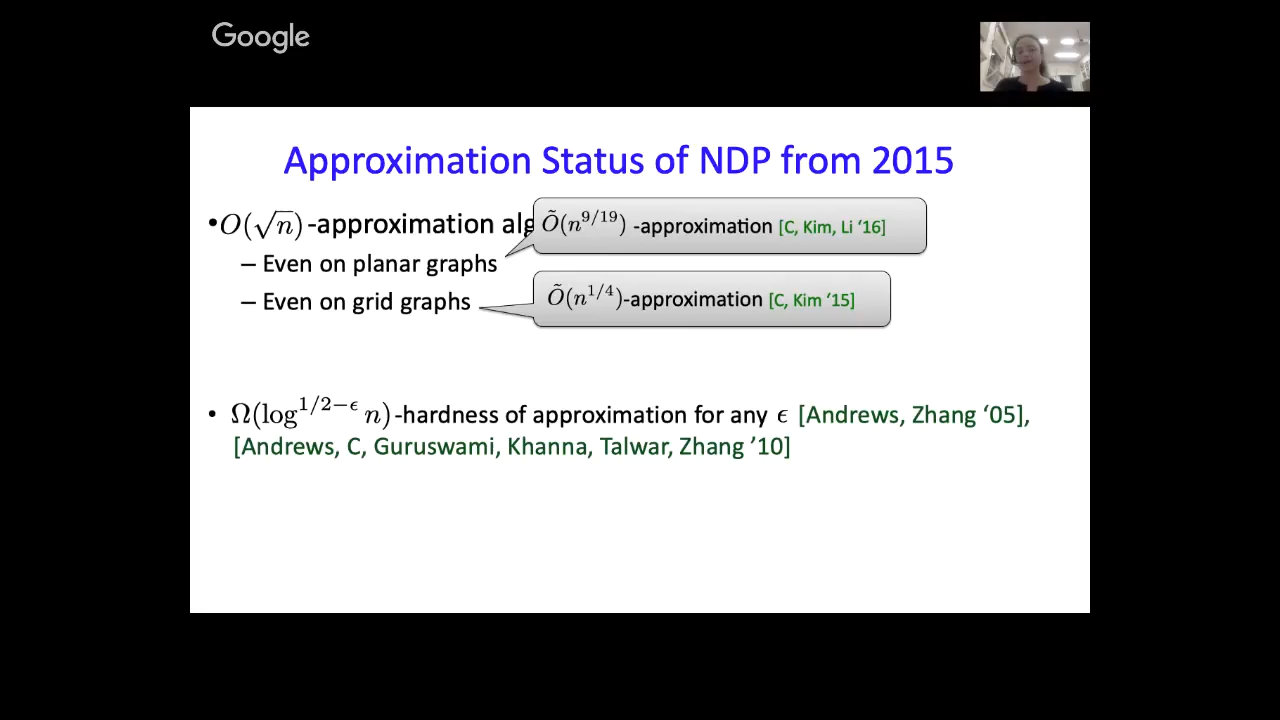 Google
Approximation Status of NDP from 2015
•O(√n)-approximation alg
Õ(n^{9/19}) -approximation [C, Kim, Li ‘16]
– Even on planar graphs
– Even on grid graphs
Õ(n^{1/4})-approximation [C, Kim ‘15]
• Ω(log^{1/2−ϵ} n)-hardness of approximation for any ϵ [Andrews, Zhang ‘05],
[Andrews, C, Guruswami, Khanna, Talwar, Zhang ’10]